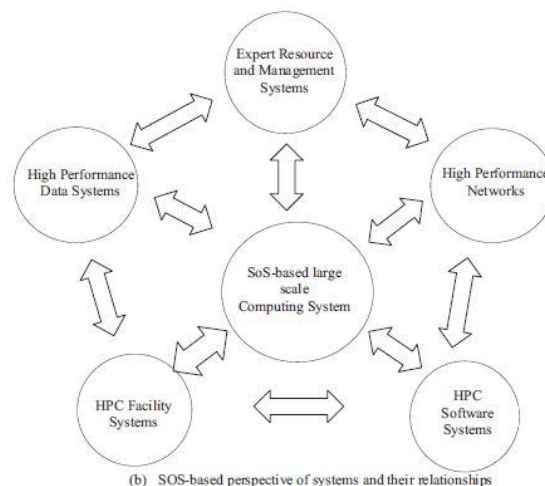 Expert Resource
and Management
Systems
High Performance
Data Systems
High Performance
Networks
SoS-based large
scale
Computing System
HPC Facility
Systems
HPC
Software
Systems
(b) SOS-based perspective of systems and their relationships